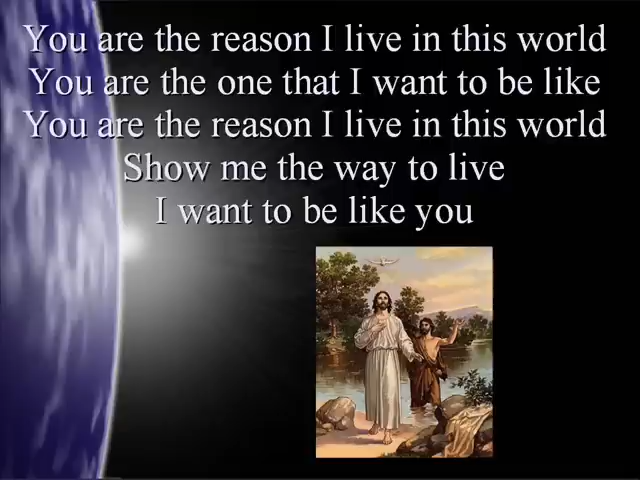 You are the reason I live in this world
You are the one that I want to be like
You are the reason I live in this world
Show me the way to live
I want to be like you